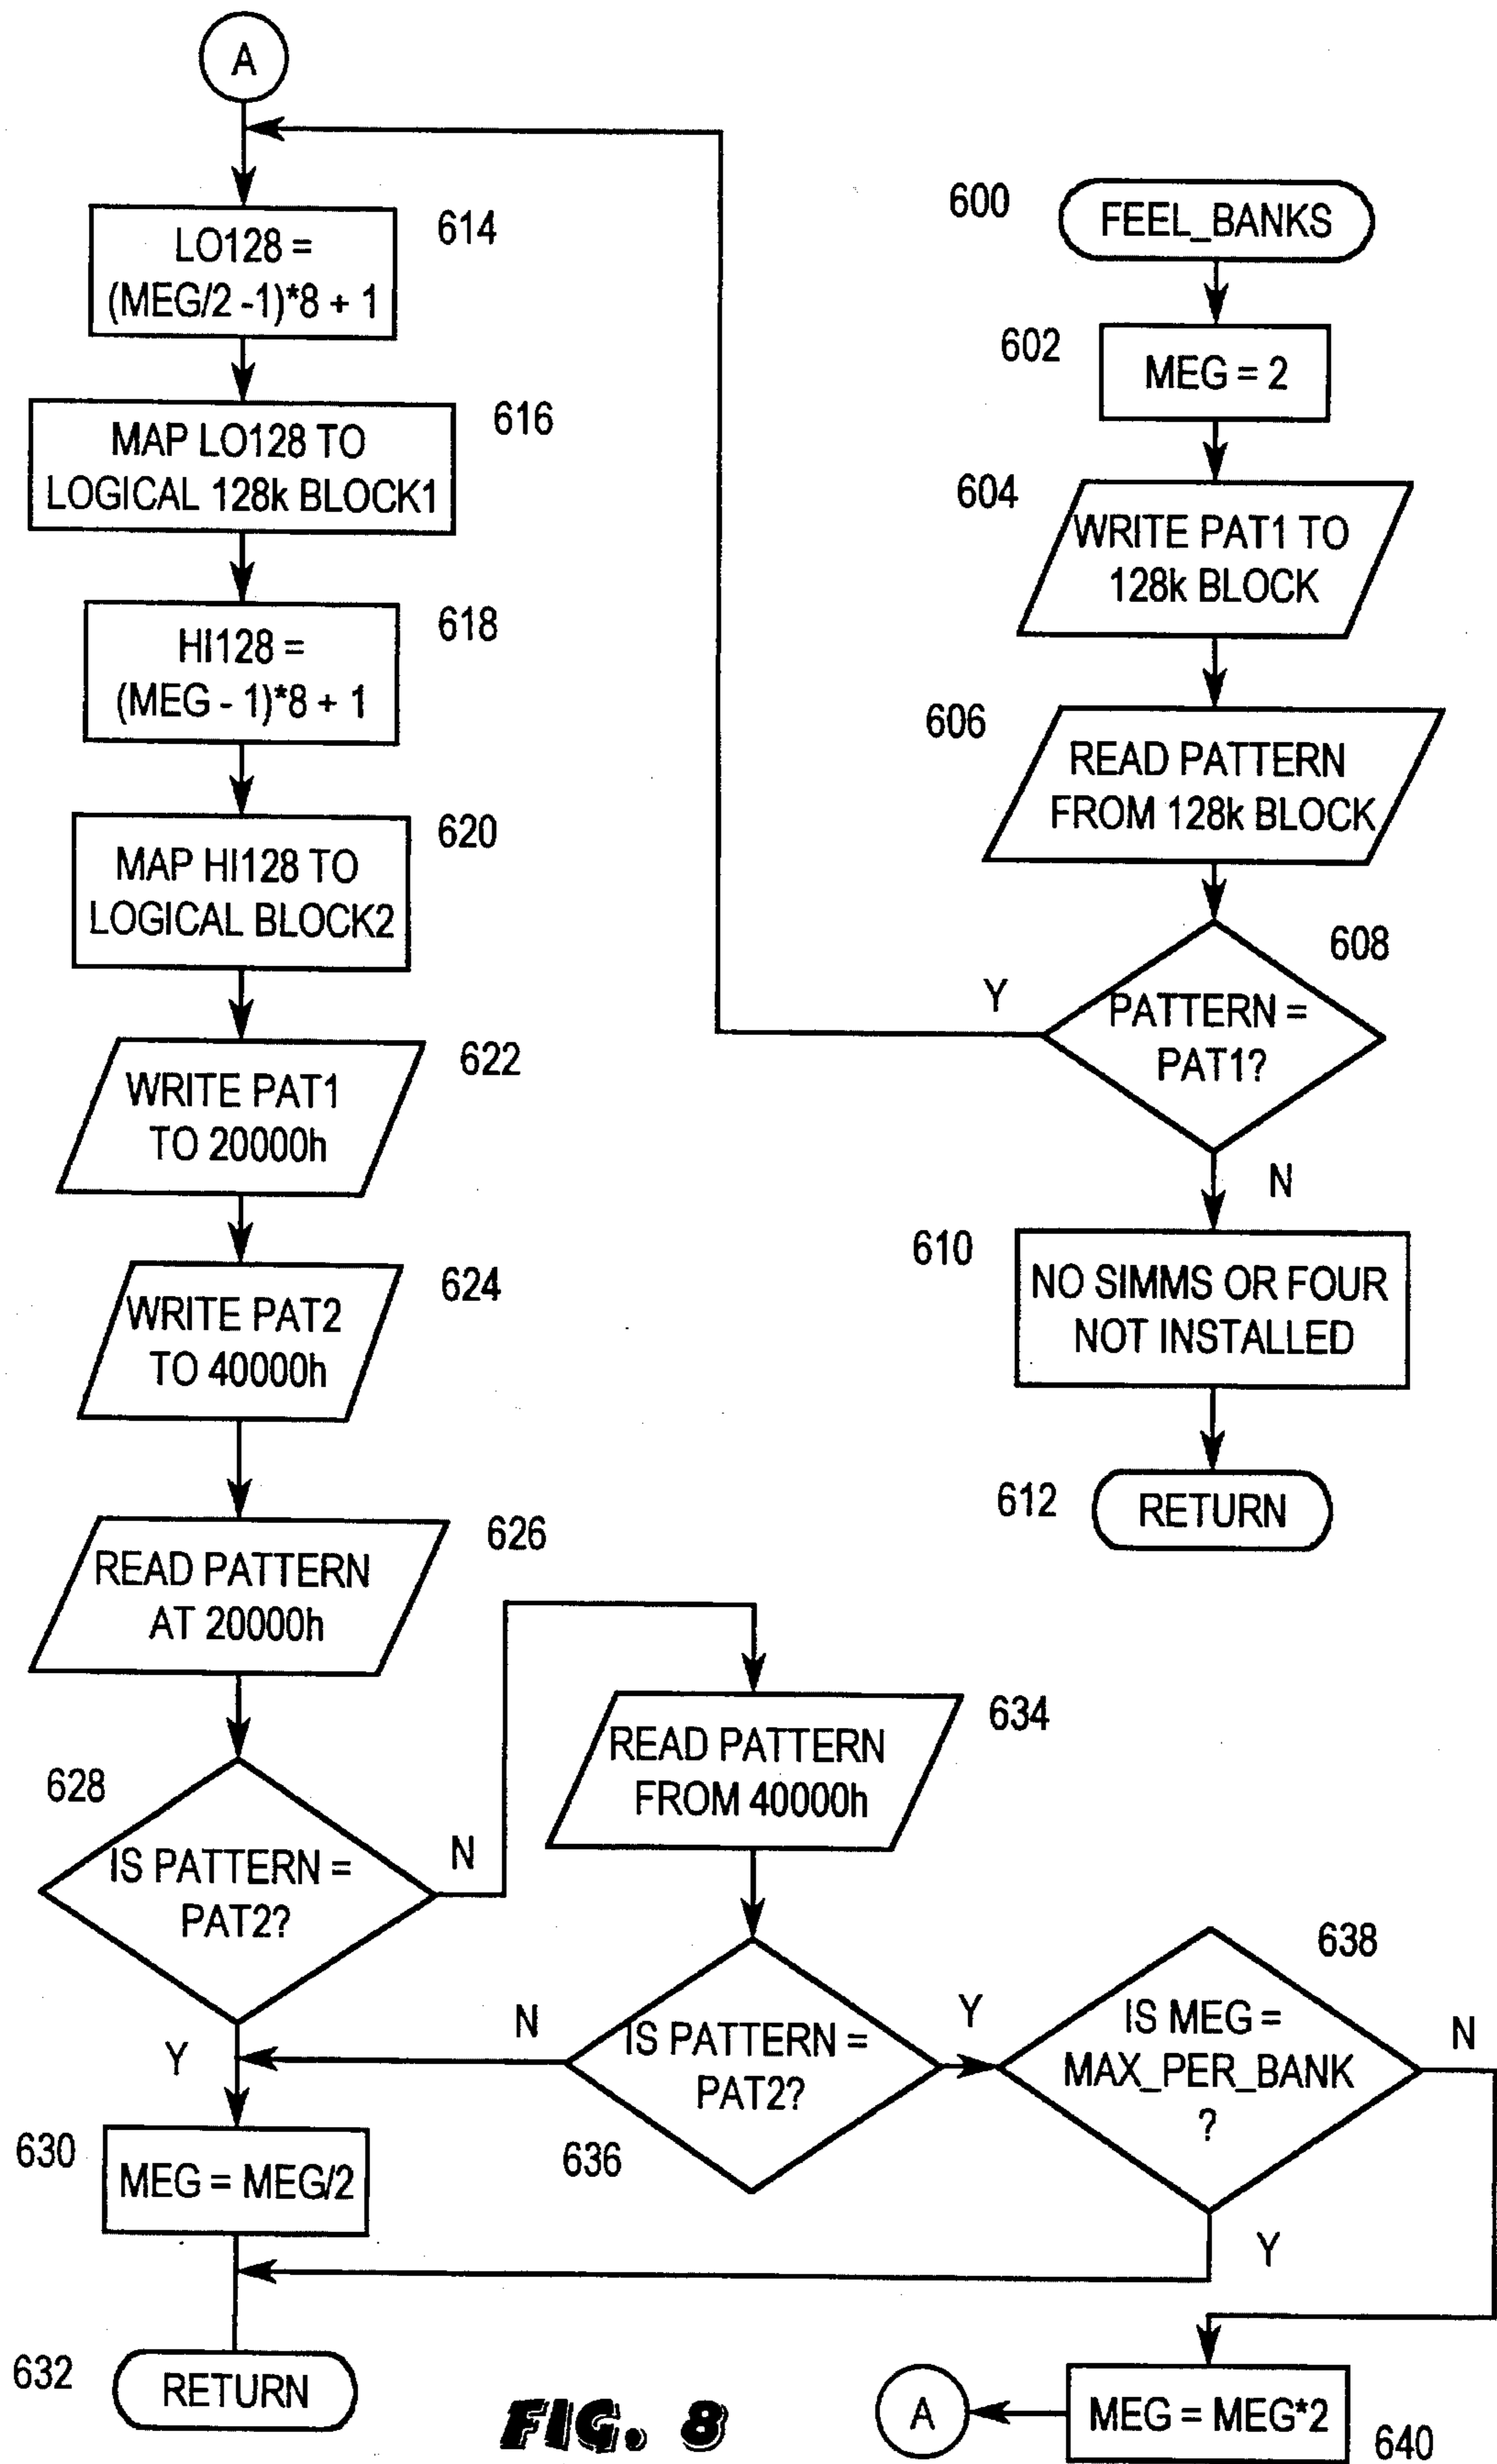 A
600
FEEL_BANKS
602
MEG = 2
604
WRITE PAT1 TO
128k BLOCK
606
READ PATTERN
FROM 128k BLOCK
608
PATTERN =
PAT1?
Y
N
610
NO SIMMS OR FOUR
NOT INSTALLED
612
RETURN
614
LO128 =
(MEG/2 -1)*8 + 1
616
MAP LO128 TO
LOGICAL 128k BLOCK1
618
HI128 =
(MEG - 1)*8 + 1
620
MAP HI128 TO
LOGICAL BLOCK2
622
WRITE PAT1
TO 20000h
624
WRITE PAT2
TO 40000h
626
READ PATTERN
AT 20000h
628
IS PATTERN =
PAT2?
N
Y
630
MEG = MEG/2
632
RETURN
634
READ PATTERN
FROM 40000h
636
IS PATTERN =
PAT2?
N
Y
638
IS MEG =
MAX_PER_BANK
?
N
Y
640
MEG = MEG*2
A
FIG. 8